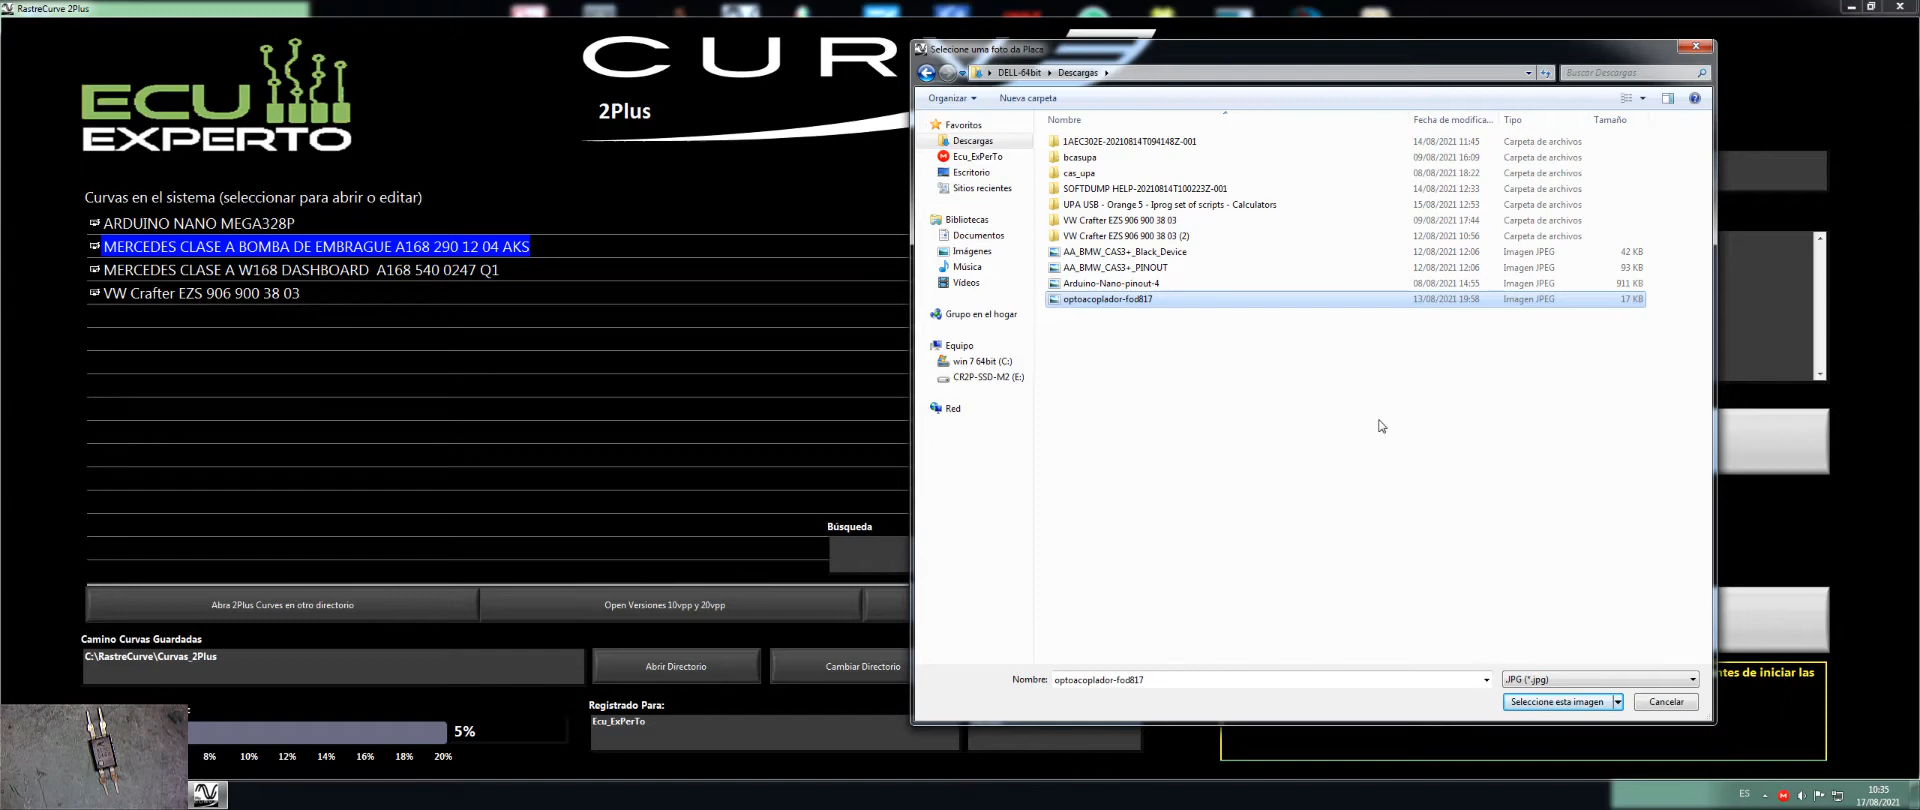 RastreCurve 2Plus
ECU
EXPERTO
CURV
2Plus
Curvas en el sistema (seleccionar para abrir o editar)
ARDUINO NANO MEGA328P
MERCEDES CLASE A BOMBA DE EMBRAGUE A168 290 12 04 AKS
MERCEDES CLASE A W168 DASHBOARD A168 540 0247 Q1
VW Crafter EZS 906 900 38 03
Búsqueda
Abra 2Plus Curves en otro directorio
Open Versiones 10vpp y 20vpp
Camino Curvas Guardadas
C:\RastreCurve\Curvas_2Plus
Abrir Directorio
Cambiar Directorio
Registrado Para:
Ecu_ExPerTo
5%
8% 10% 12% 14% 16% 18% 20%
Selecione uma foto da Placa
DELL-64bit
Descargas
Buscar Descargas
Organizar
Nueva carpeta
Favoritos
Descargas
Ecu_ExPerTo
Escritorio
Sitios recientes
Bibliotecas
Documentos
Imágenes
Música
Vídeos
Grupo en el hogar
Equipo
win 7 64bit (C:)
CR2P-SSD-M2 (E:)
Red
Nombre Fecha de modifica... Tipo Tamaño
1AEC302E-20210814T094148Z-001 14/08/2021 11:45 Carpeta de archivos
bcasupa 09/08/2021 16:09 Carpeta de archivos
cas_upa 08/08/2021 18:22 Carpeta de archivos
SOFTDUMP HELP-20210814T100223Z-001 14/08/2021 12:33 Carpeta de archivos
UPA USB - Orange 5 - Iprog set of scripts - Calculators 15/08/2021 12:53 Carpeta de archivos
VW Crafter EZS 906 900 38 03 09/08/2021 17:44 Carpeta de archivos
VW Crafter EZS 906 900 38 03 (2) 12/08/2021 10:56 Carpeta de archivos
AA_BMW_CAS3+_Black_Device 12/08/2021 12:06 Imagen JPEG 42 KB
AA_BMW_CAS3+_PINOUT 12/08/2021 12:06 Imagen JPEG 93 KB
Arduino-Nano-pinout-4 08/08/2021 14:55 Imagen JPEG 911 KB
optoacoplador-fod817 13/08/2021 19:58 Imagen JPEG 17 KB
Nombre: optoacoplador-fod817
JPG (*.jpg)
Seleccione esta imagen
Cancelar
ntes de iniciar las
ES
10:35
17/08/2021